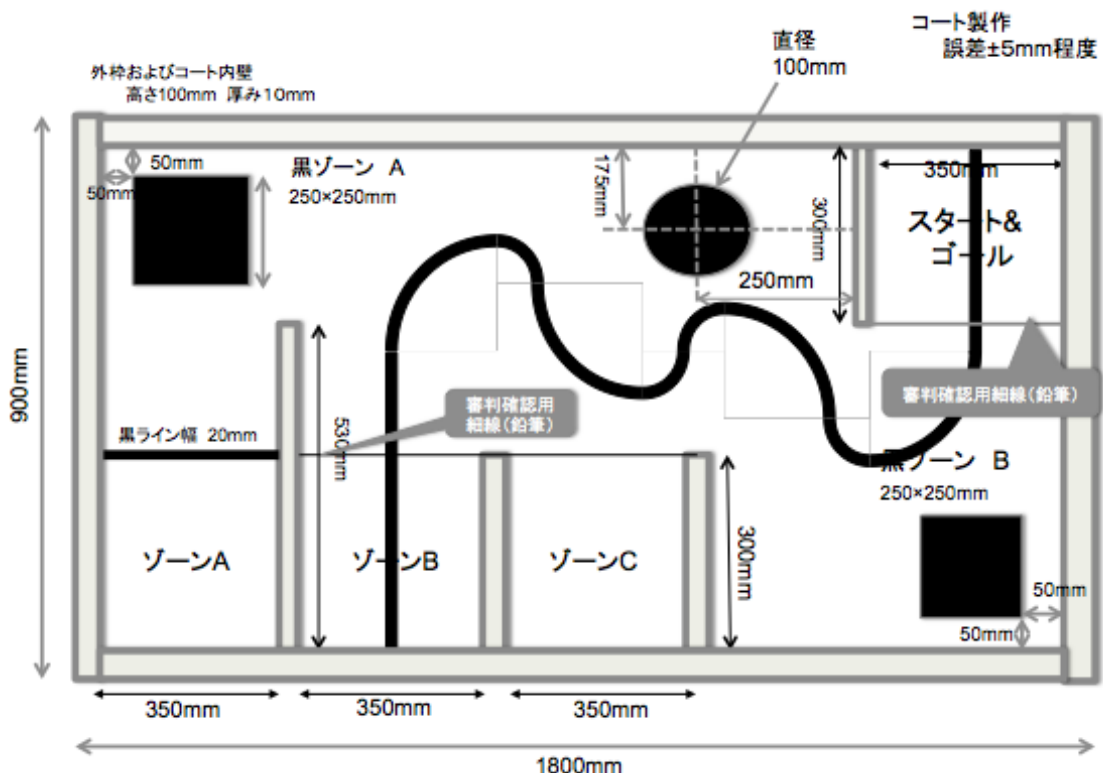 コート製作
誤差±5mm程度
直径
100mm
外枠およびコート内壁
高さ100mm 厚み10mm
50mm
50mm
黒ゾーン A
250×250mm
175mm
300mm
350mm
スタート&
ゴール
250mm
900mm
審判確認用細線(鉛筆)
審判確認用
細線(鉛筆)
黒ライン幅 20mm
530mm
黒ゾーン B
250×250mm
ゾーンA
ゾーンB
ゾーンC
300mm
50mm
50mm
350mm
350mm
350mm
1800mm